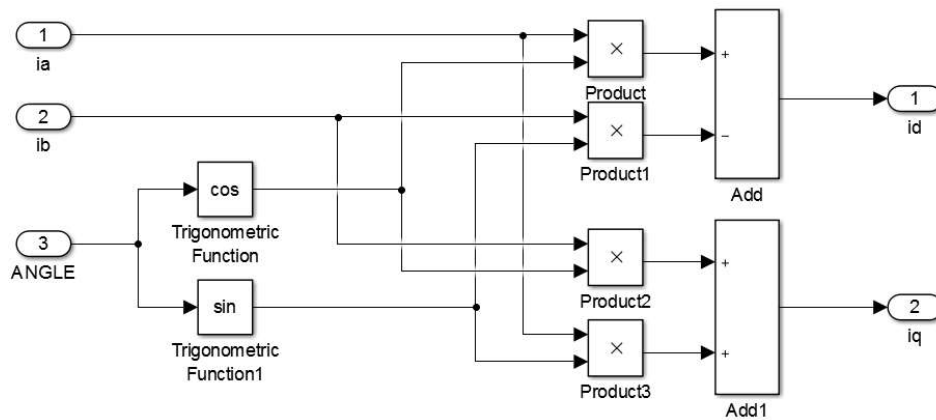 1
ia
2
ib
3
ANGLE
cos
Trigonometric
Function
sin
Trigonometric
Function1
×
Product
×
Product1
×
Product2
×
Product3
+
−
Add
+
+
Add1
1
id
2
iq